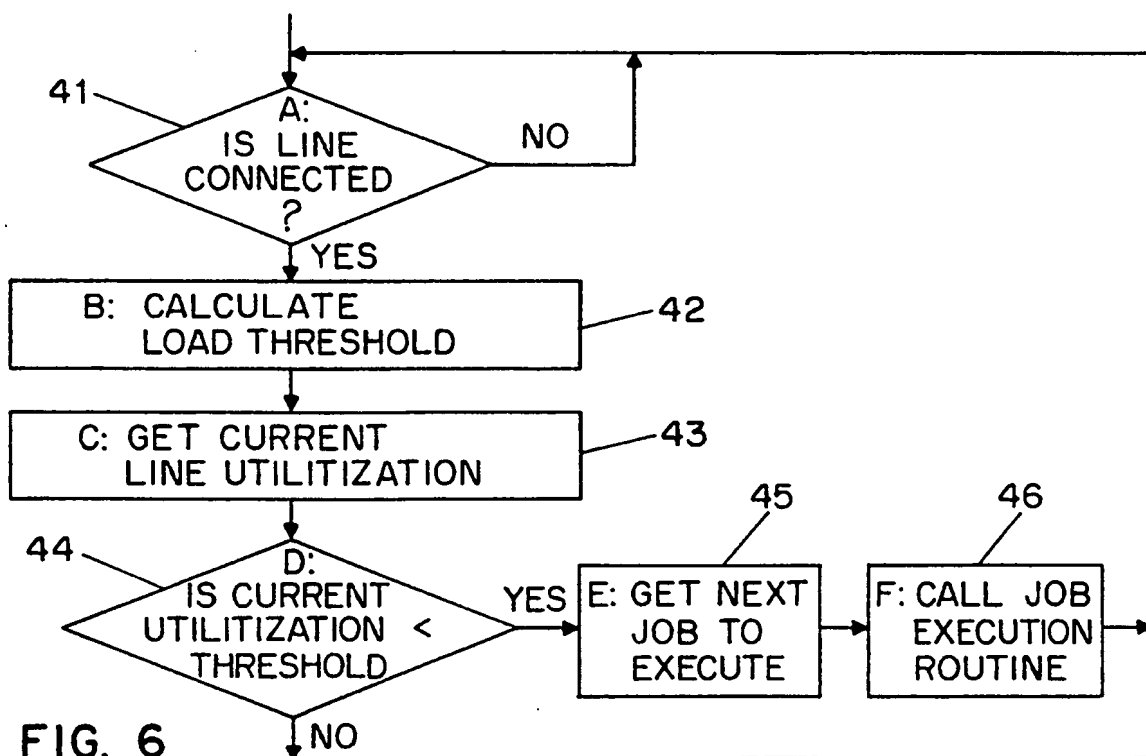 41
A:
IS LINE
CONNECTED
?
NO
YES
B: CALCULATE
LOAD THRESHOLD
42
C: GET CURRENT
LINE UTILITIZATION
43
44
D:
IS CURRENT
UTILITIZATION <
THRESHOLD
YES
45
E: GET NEXT
JOB TO
EXECUTE
46
F: CALL JOB
EXECUTION
ROUTINE
FIG. 6
NO